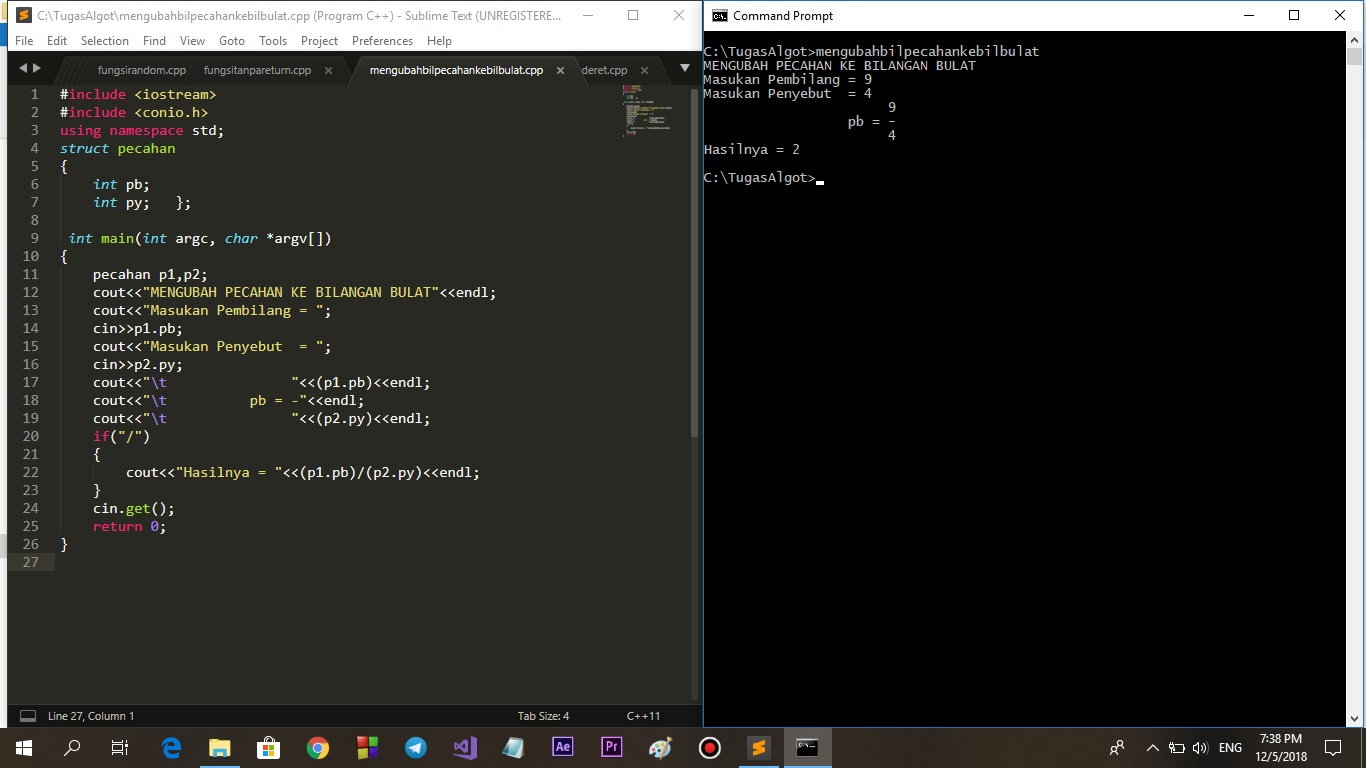 C:\TugasAlgot\mengubahbilpecahankebilbulat.cpp (Program C++) - Sublime Text (UNREGISTERE...
File Edit Selection Find View Goto Tools Project Preferences Help
fungsirandom.cpp fungsitanpareturn.cpp mengubahbilpecahankebilbulat.cpp deret.cpp
1 #include <iostream>
2 #include <conio.h>
3 using namespace std;
4 struct pecahan
5 {
6     int pb;
7     int py;   };
8
9  int main(int argc, char *argv[])
10 {
11     pecahan p1,p2;
12     cout<<"MENGUBAH PECAHAN KE BILANGAN BULAT"<<endl;
13     cout<<"Masukan Pembilang = ";
14     cin>>p1.pb;
15     cout<<"Masukan Penyebut  = ";
16     cin>>p2.py;
17     cout<<"\t               "<<(p1.pb)<<endl;
18     cout<<"\t          pb = -"<<endl;
19     cout<<"\t               "<<(p2.py)<<endl;
20     if("/")
21     {
22         cout<<"Hasilnya = "<<(p1.pb)/(p2.py)<<endl;
23     }
24     cin.get();
25     return 0;
26 }
27
Line 27, Column 1 Tab Size: 4 C++11
Command Prompt
C:\TugasAlgot>mengubahbilpecahankebilbulat
MENGUBAH PECAHAN KE BILANGAN BULAT
Masukan Pembilang = 9
Masukan Penyebut  = 4
9
pb = -
4
Hasilnya = 2
C:\TugasAlgot>
Ae Pr ENG 7:38 PM
12/5/2018